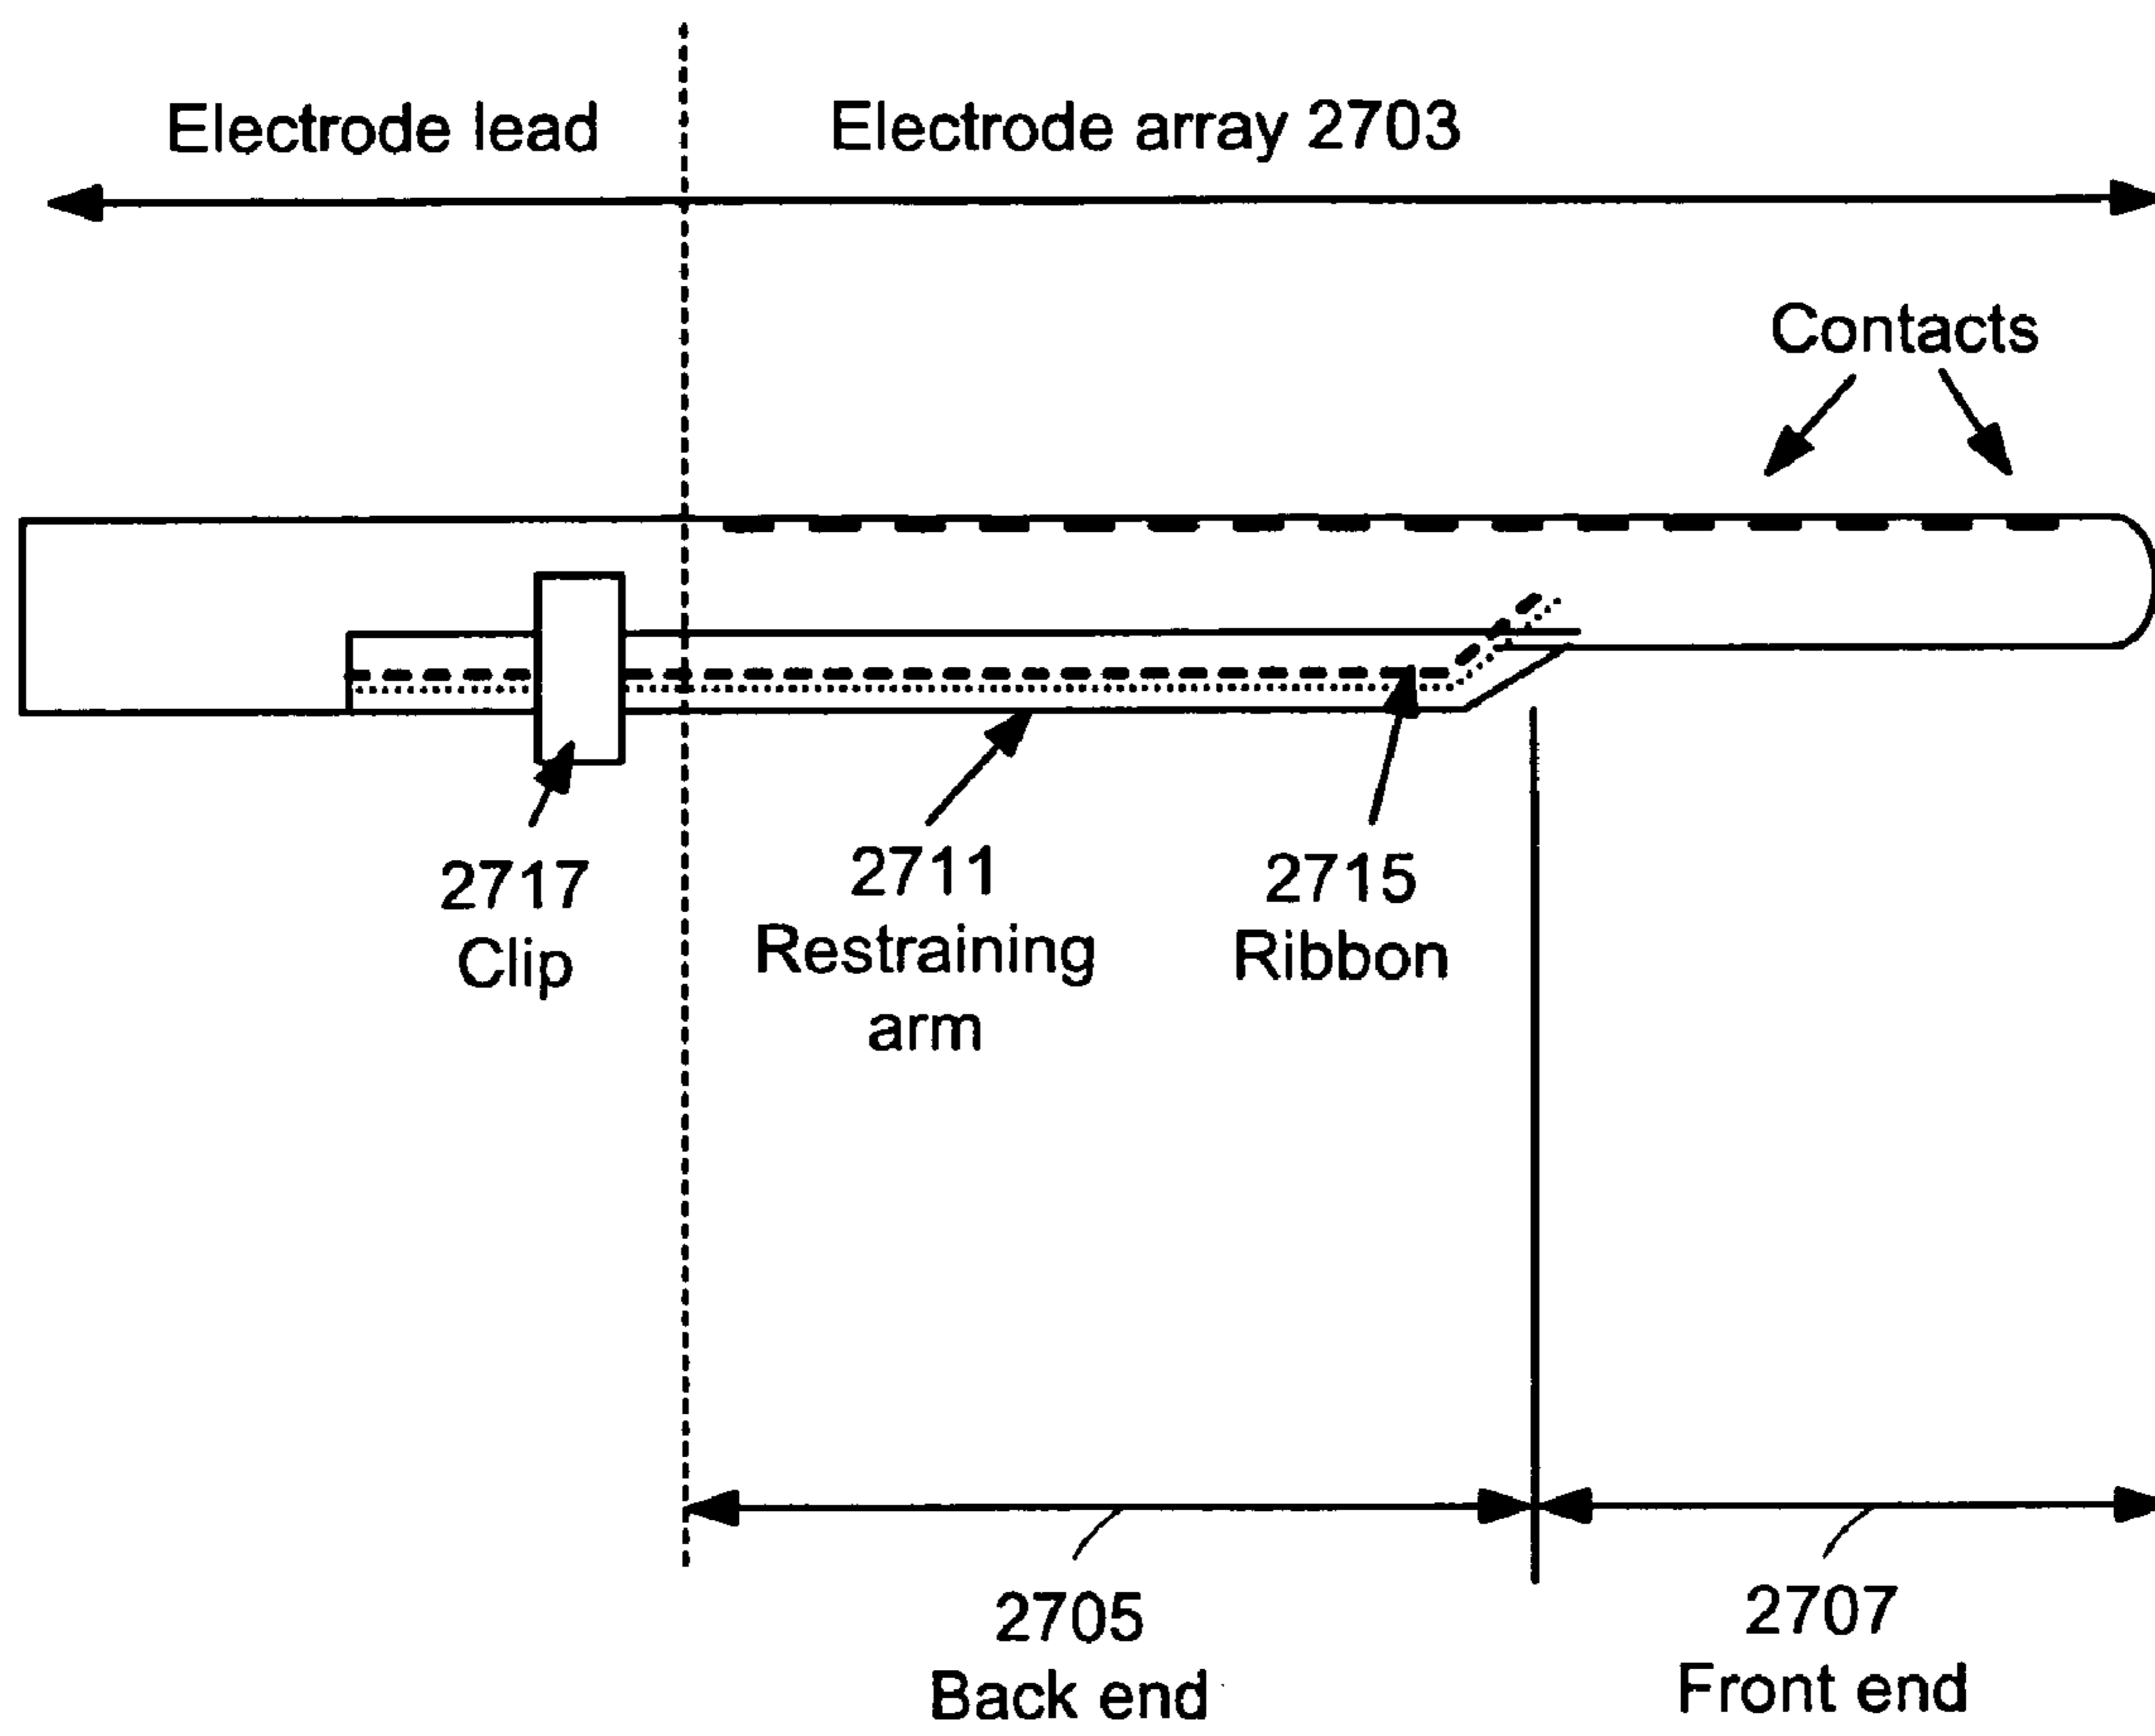 Electrode lead
Electrode array 2703
Contacts
2717
Clip
2711
Restraining
arm
2715
Ribbon
2705
Back end
2707
Front end